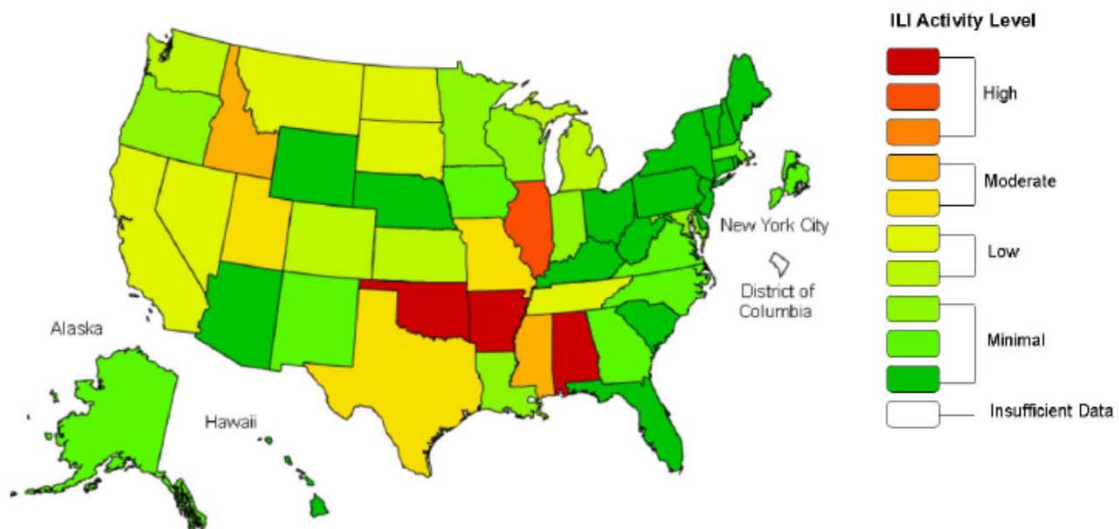 ILI Activity Level
High
Moderate
Low
Minimal
Insufficient Data
New York City
District of
Columbia
Alaska
Hawaii